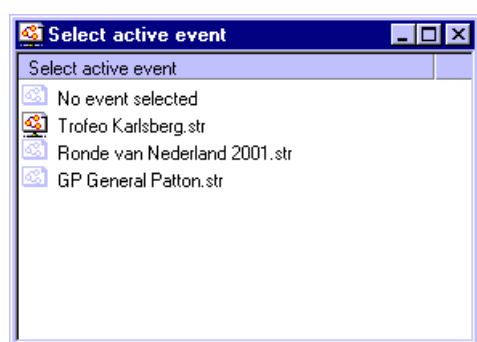 Select active event
Select active event
No event selected
Trofeo Karlsberg.str
Ronde van Nederland 2001.str
GP General Patton.str